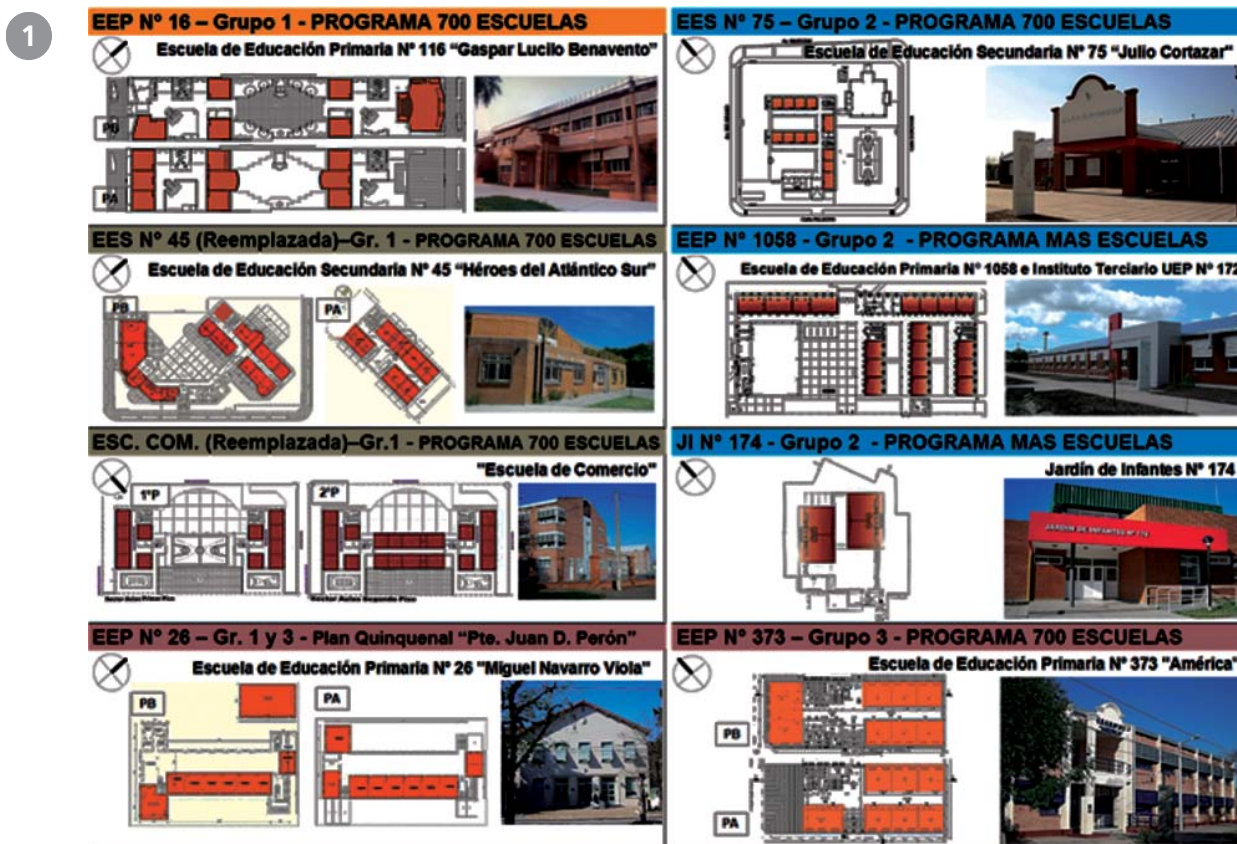 1
EEP Nº 16 – Grupo 1 - PROGRAMA 700 ESCUELAS
Escuela de Educación Primaria Nº 116 “Gaspar Lucilo Benavento”
PB
PA
EES Nº 45 (Reemplazada)–Gr. 1 - PROGRAMA 700 ESCUELAS
Escuela de Educación Secundaria Nº 45 “Héroes del Atlántico Sur”
PB
PA
ESC. COM. (Reemplazada)–Gr.1 - PROGRAMA 700 ESCUELAS
"Escuela de Comercio"
1ºP
2ºP
EEP Nº 26 – Gr. 1 y 3 - Plan Quinquenal “Pte. Juan D. Perón”
Escuela de Educación Primaria Nº 26 "Miguel Navarro Viola"
PB
PA
EES Nº 75 – Grupo 2 - PROGRAMA 700 ESCUELAS
Escuela de Educación Secundaria Nº 75 “Julio Cortazar"
EEP Nº 1058 - Grupo 2 - PROGRAMA MAS ESCUELAS
Escuela de Educación Primaria Nº 1058 e Instituto Terciario UEP Nº 172
JI Nº 174 - Grupo 2 - PROGRAMA MAS ESCUELAS
Jardín de Infantes Nº 174
JARDIN DE INFANTES Nº 174
EEP Nº 373 – Grupo 3 - PROGRAMA 700 ESCUELAS
Escuela de Educación Primaria Nº 373 "América"
PB
PA